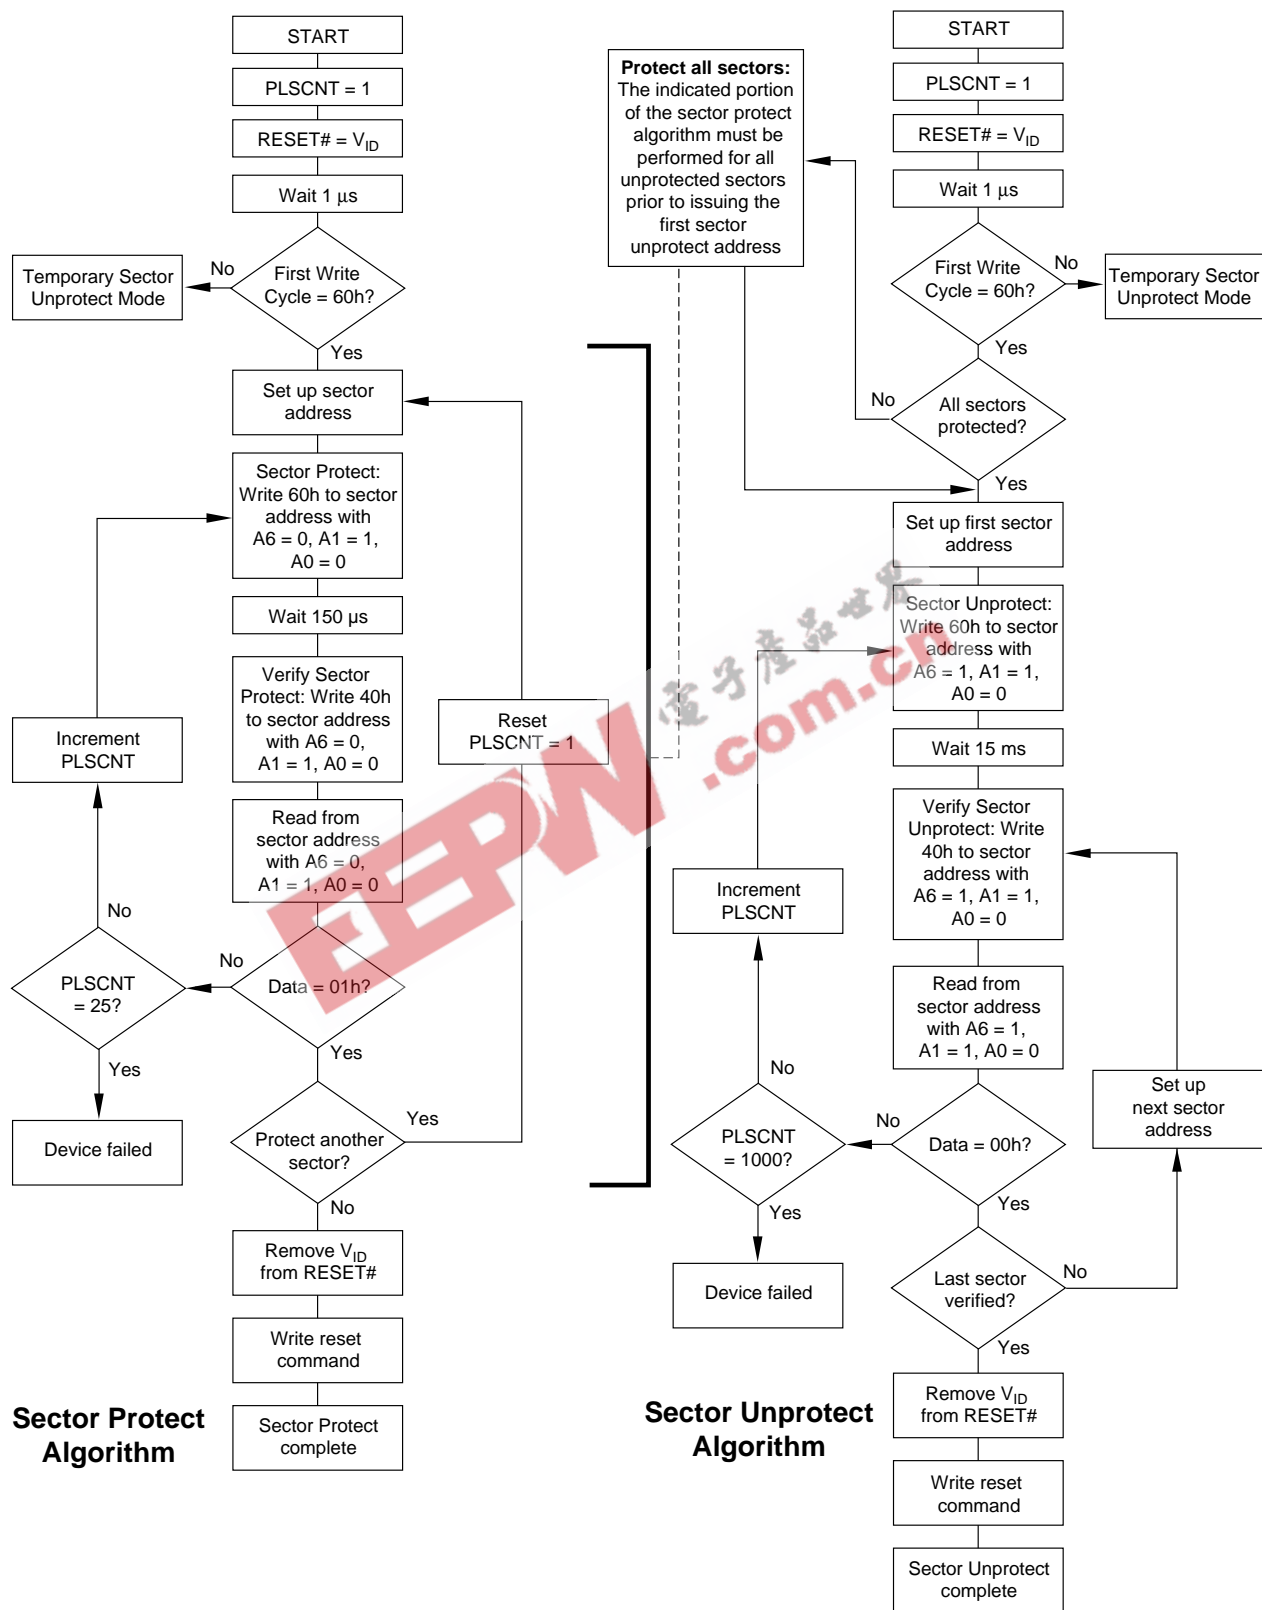 START
PLSCNT = 1
RESET# = VID
Wait 1 μs
First Write
Cycle = 60h?
No
Temporary Sector
Unprotect Mode
Yes
Set up sector
address
Sector Protect:
Write 60h to sector
address with
A6 = 0, A1 = 1,
A0 = 0
Wait 150 µs
Verify Sector
Protect: Write 40h
to sector address
with A6 = 0,
A1 = 1, A0 = 0
Reset
PLSCNT = 1
Increment
PLSCNT
Read from
sector address
with A6 = 0,
A1 = 1, A0 = 0
No
PLSCNT
= 25?
No
Data = 01h?
Yes
Yes
Device failed
Protect another
sector?
Yes
No
Remove VID
from RESET#
Write reset
command
Sector Protect
complete
Sector Protect
Algorithm
Protect all sectors:
The indicated portion
of the sector protect
algorithm must be
performed for all
unprotected sectors
prior to issuing the
first sector
unprotect address
START
PLSCNT = 1
RESET# = VID
Wait 1 μs
First Write
Cycle = 60h?
No
Temporary Sector
Unprotect Mode
Yes
No
All sectors
protected?
Yes
Set up first sector
address
Sector Unprotect:
Write 60h to sector
address with
A6 = 1, A1 = 1,
A0 = 0
Wait 15 ms
Verify Sector
Unprotect: Write
40h to sector
address with
A6 = 1, A1 = 1,
A0 = 0
Increment
PLSCNT
Read from
sector address
with A6 = 1,
A1 = 1, A0 = 0
No
PLSCNT
= 1000?
No
Data = 00h?
Set up
next sector
address
Yes
Yes
Device failed
Last sector
verified?
No
Yes
Remove VID
from RESET#
Write reset
command
Sector Unprotect
complete
Sector Unprotect
Algorithm
EEPW
電子產品世界
.com.cn